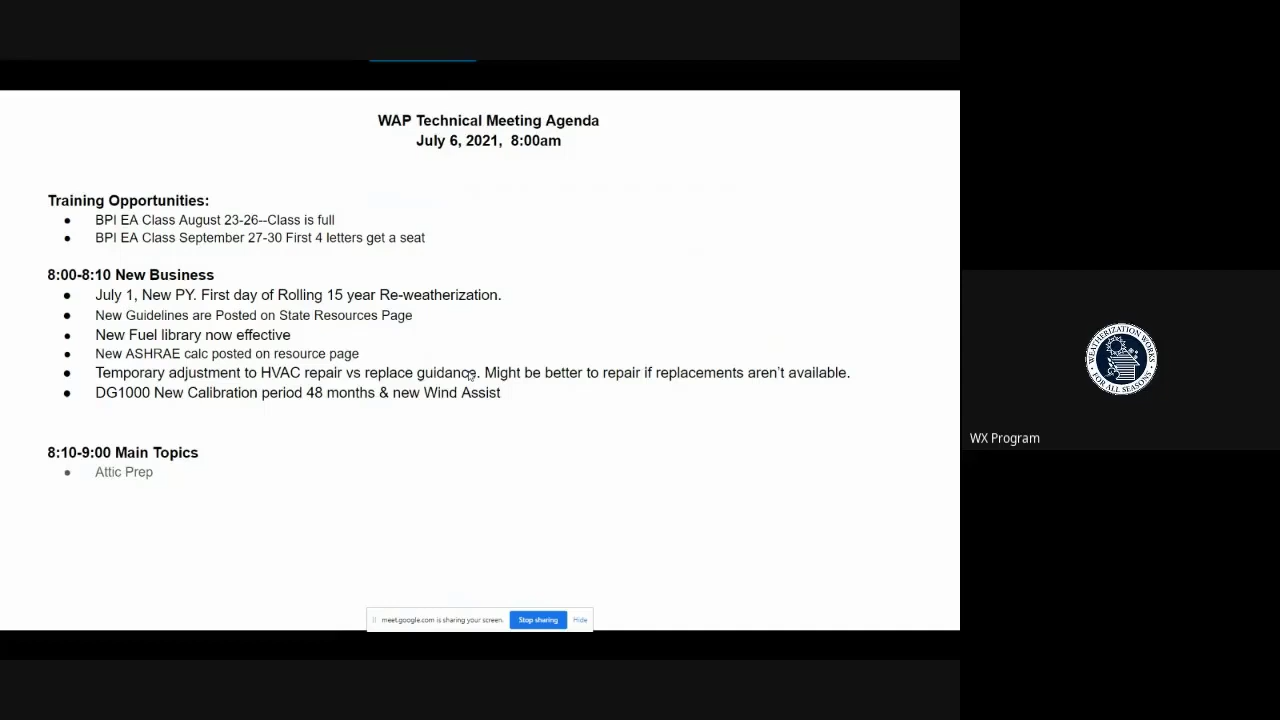 WAP Technical Meeting Agenda
July 6, 2021, 8:00am
Training Opportunities:
● BPI EA Class August 23-26--Class is full
● BPI EA Class September 27-30 First 4 letters get a seat
8:00-8:10 New Business
● July 1, New PY. First day of Rolling 15 year Re-weatherization.
● New Guidelines are Posted on State Resources Page
● New Fuel library now effective
● New ASHRAE calc posted on resource page
● Temporary adjustment to HVAC repair vs replace guidance. Might be better to repair if replacements aren't available.
● DG1000 New Calibration period 48 months & new Wind Assist
8:10-9:00 Main Topics
● Attic Prep
meet.google.com is sharing your screen. Stop sharing Hide
WEATHERIZATION WORKS
FOR ALL SEASONS
WX Program